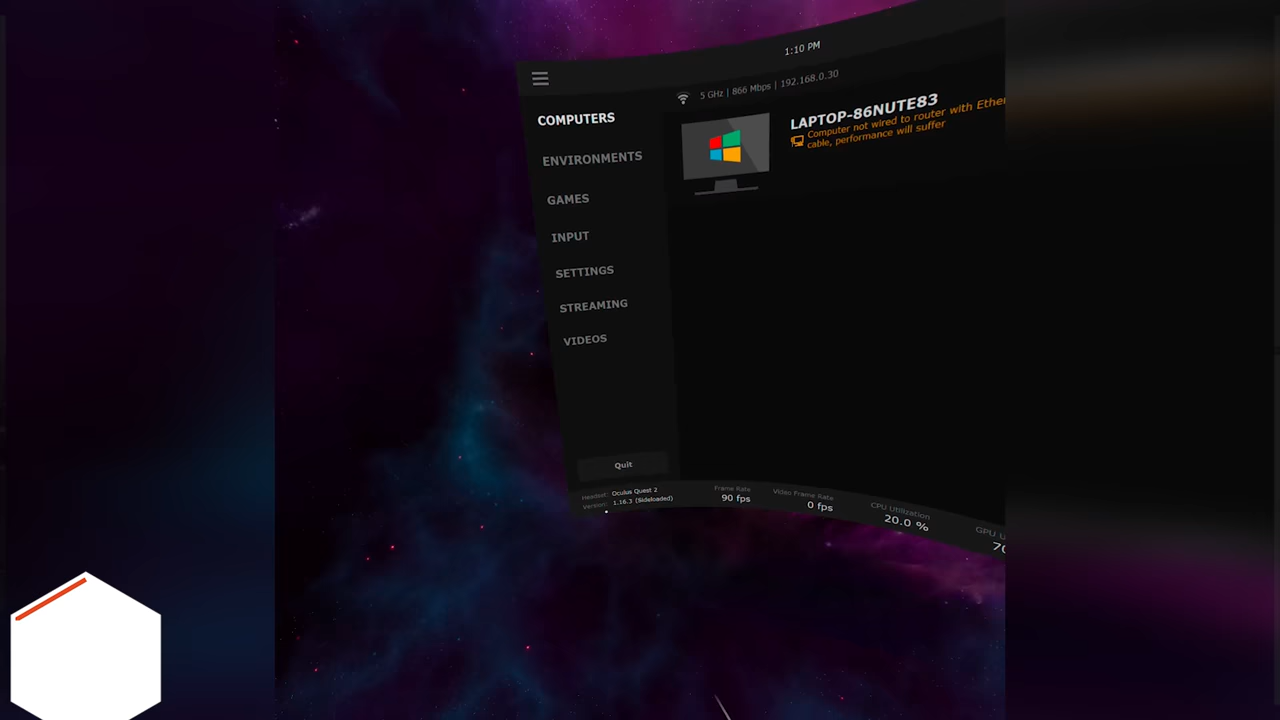 1:10 PM
5 GHz | 866 Mbps | 192.168.0.30
COMPUTERS
LAPTOP-86NUTE83
Computer not wired to router with Ether
cable, performance will suffer
ENVIRONMENTS
GAMES
INPUT
SETTINGS
STREAMING
VIDEOS
Quit
Headset: Oculus Quest 2
Version: 1.16.3 (Sideloaded)
Frame Rate
90 fps
Video Frame Rate
0 fps
CPU Utilization
20.0 %
GPU U
70